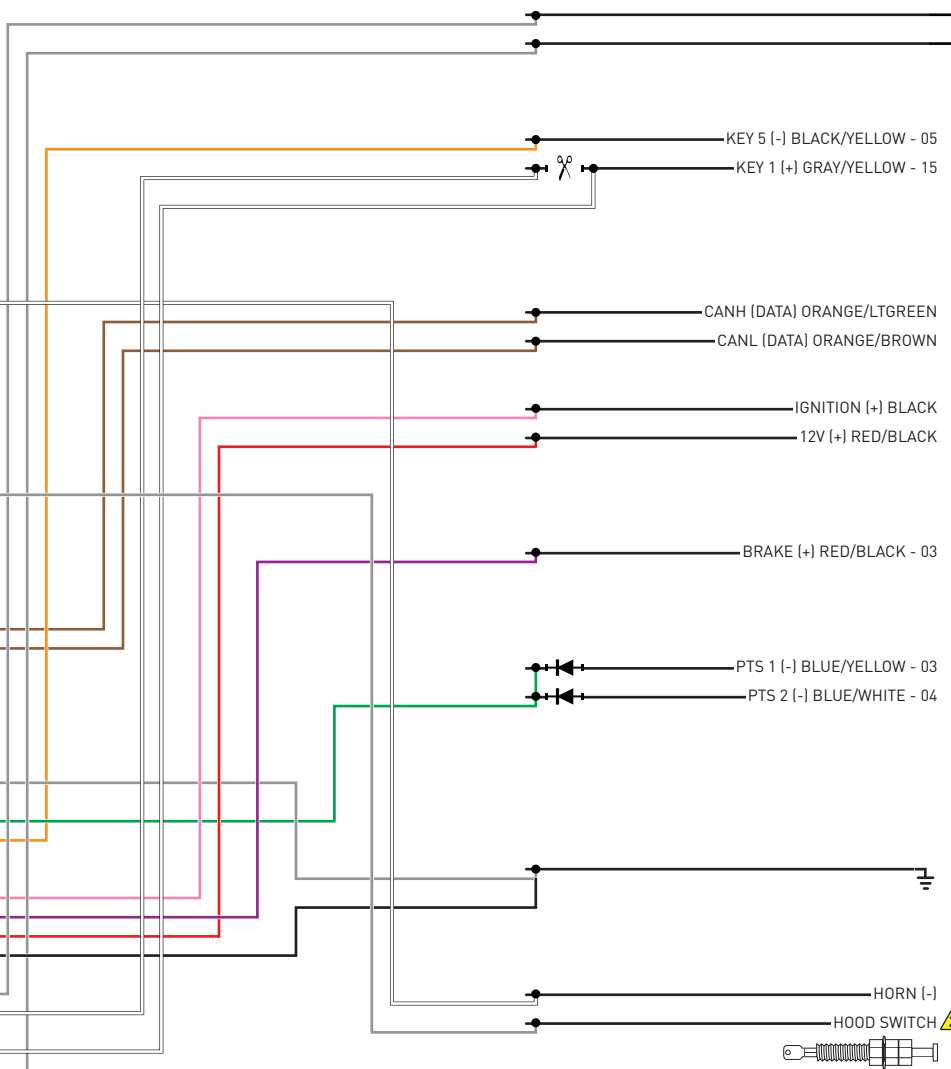 KEY 5 (-) BLACK/YELLOW - 05
KEY 1 (+) GRAY/YELLOW - 15
CANH (DATA) ORANGE/LTGREEN
CANL (DATA) ORANGE/BROWN
IGNITION (+) BLACK
12V (+) RED/BLACK
BRAKE (+) RED/BLACK - 03
PTS 1 (-) BLUE/YELLOW - 03
PTS 2 (-) BLUE/WHITE - 04
HORN (-)
HOOD SWITCH